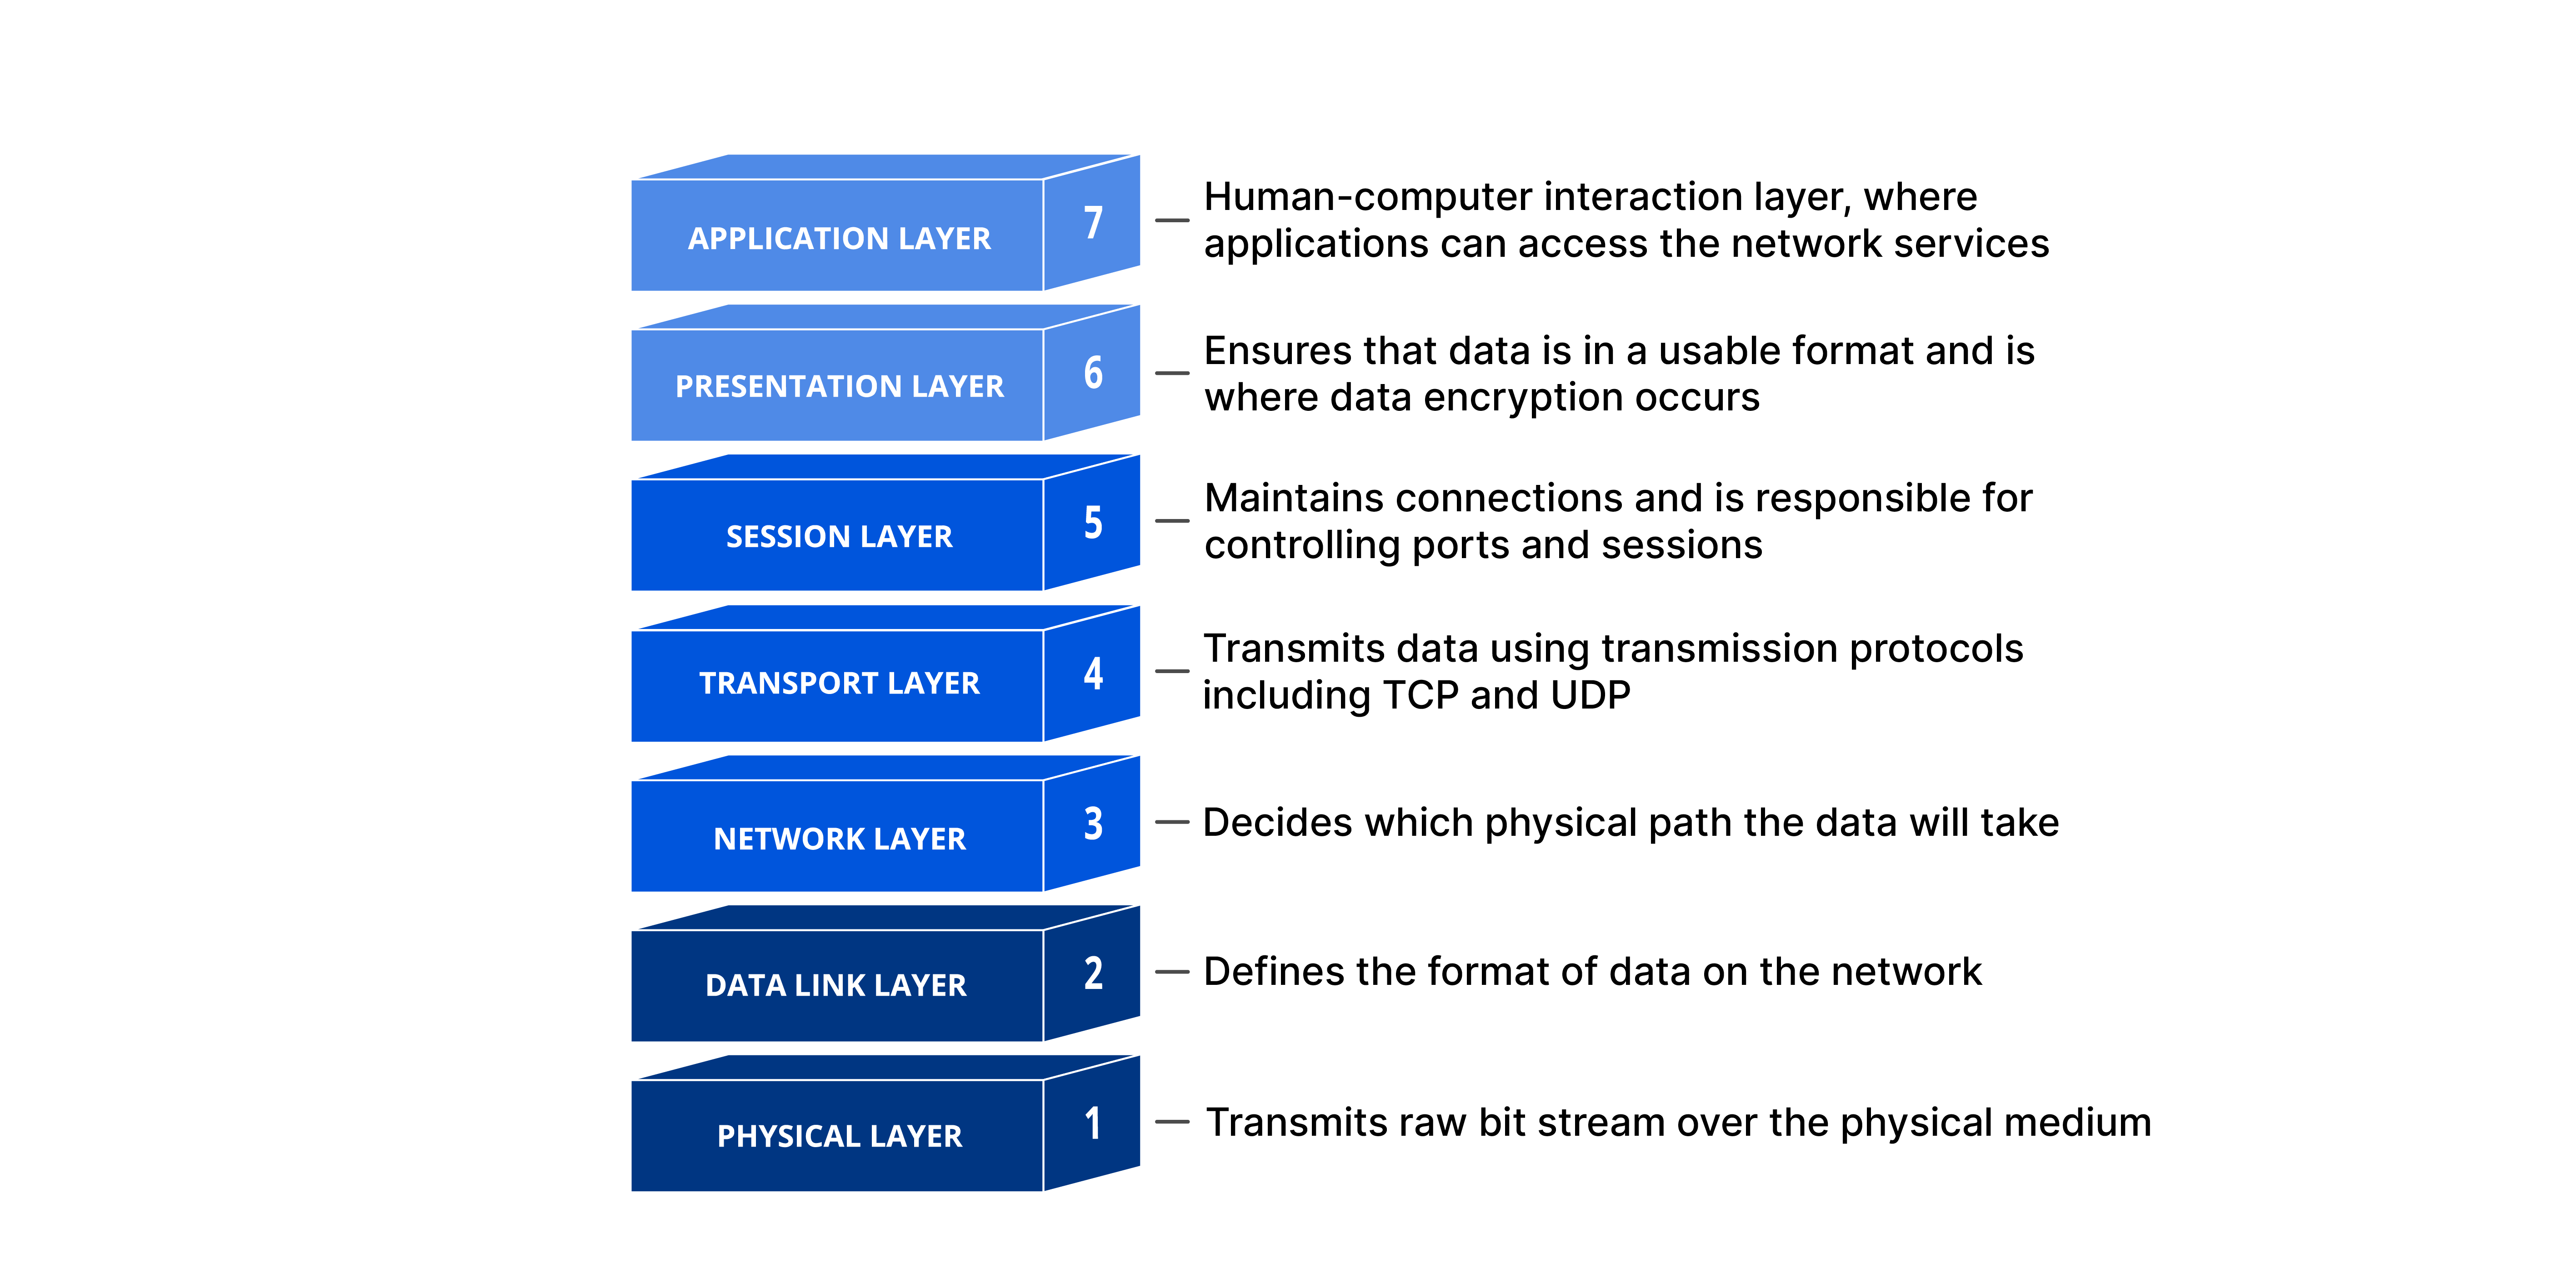 APPLICATION LAYER
7
Human-computer interaction layer, where
applications can access the network services
PRESENTATION LAYER
6
Ensures that data is in a usable format and is
where data encryption occurs
SESSION LAYER
5
Maintains connections and is responsible for
controlling ports and sessions
TRANSPORT LAYER
4
Transmits data using transmission protocols
including TCP and UDP
NETWORK LAYER
3
Decides which physical path the data will take
DATA LINK LAYER
2
Defines the format of data on the network
PHYSICAL LAYER
1
Transmits raw bit stream over the physical medium